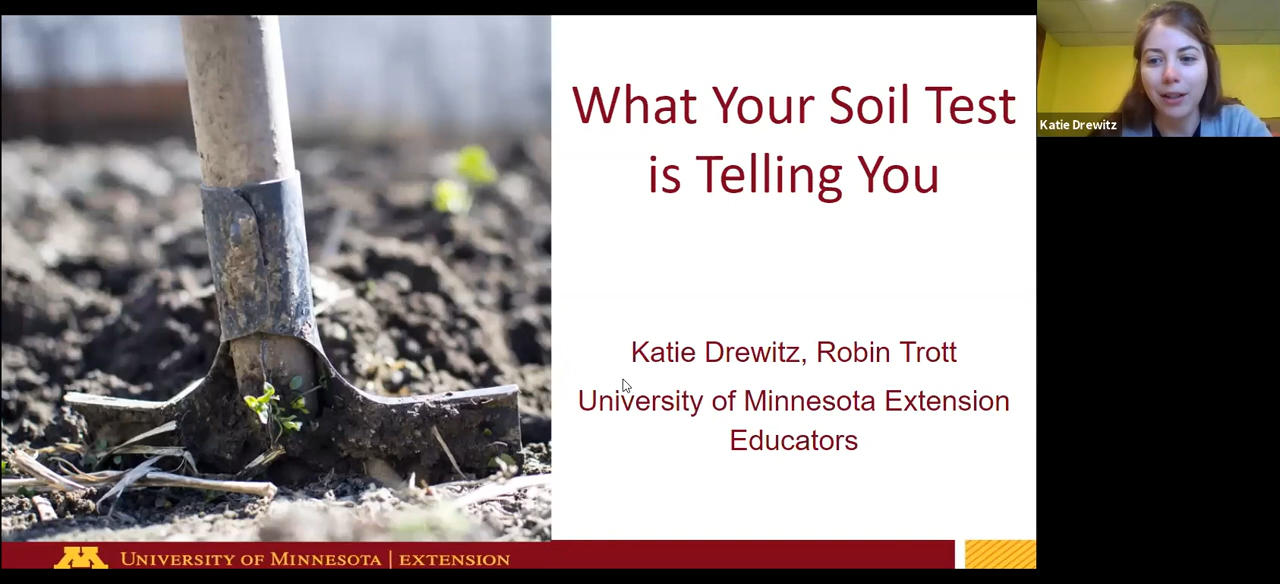 What Your Soil Test
is Telling You
Katie Drewitz
Katie Drewitz, Robin Trott
University of Minnesota Extension
Educators
UNIVERSITY OF MINNESOTA | EXTENSION